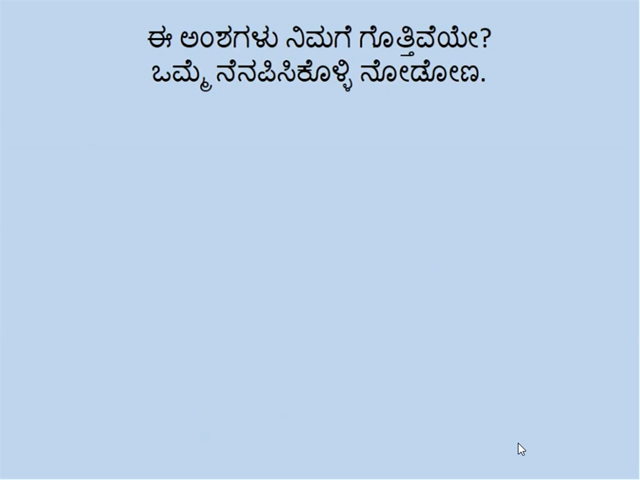 ಈ ಅಂಶಗಳು ನಿಮಗೆ ಗೊತ್ತಿವೆಯೇ?
ಒಮ್ಮೆ ನೆನಪಿಸಿಕೊಳ್ಳಿ ನೋಡೋಣ.